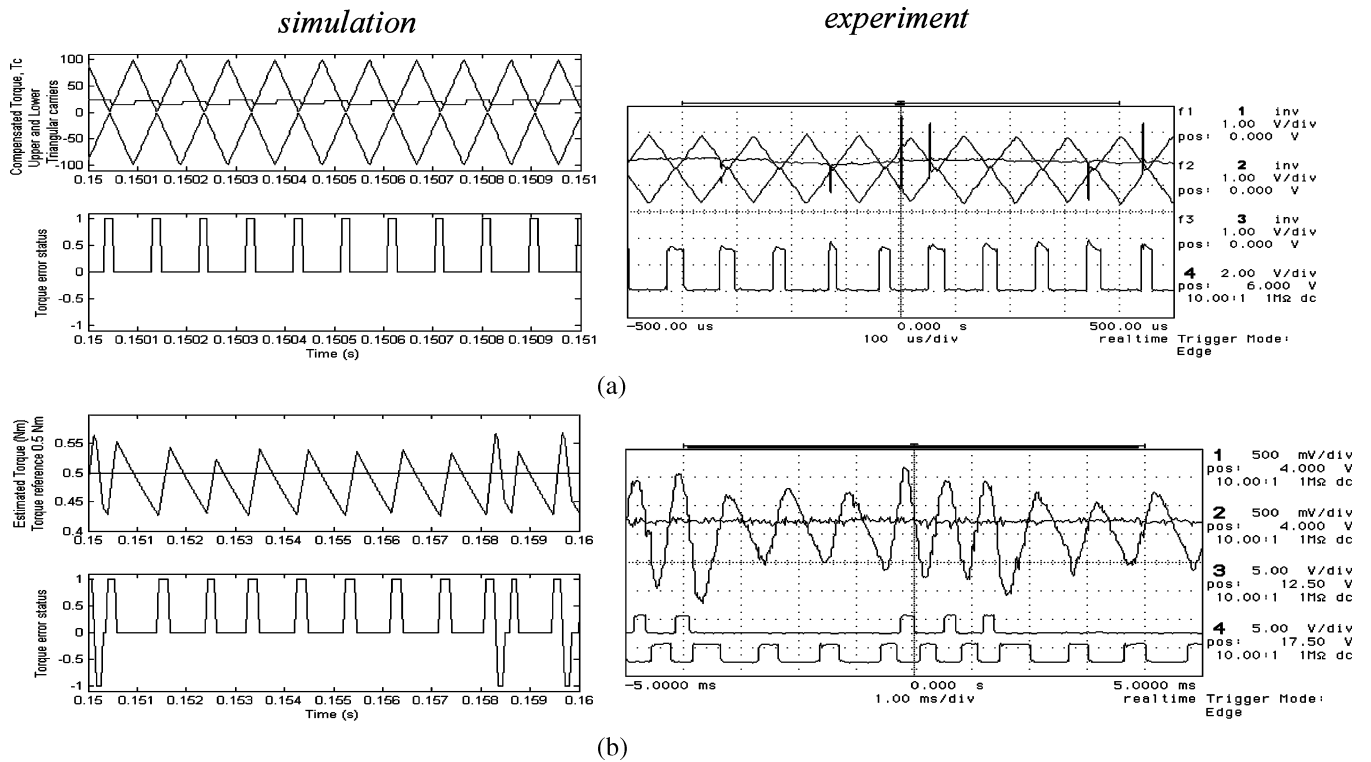 simulation
experiment
Compensated Torque, Tc
Upper and Lower
,Trianqular carriers
100
50
0
-50
-100
0.15 0.1501 0.1502 0.1503 0.1504 0.1505 0.1506 0.1507 0.1508 0.1509 0.151
Torque error status
1
0.5
0
-0.5
-1
0.15 0.1501 0.1502 0.1503 0.1504 0.1505 0.1506 0.1507 0.1508 0.1509 0.151
Time (s)
f1 1 inv
1.00 V/div
pos: 0.000 V
f2 2 inv
1.00 V/div
pos: 0.000 V
f3 3 inv
1.00 V/div
pos: 0.000 V
4 2.00 V/div
pos: 6.000 V
10.00:1 1MΩ dc
-500.00 us 0.000 s 500.00 us
100 us/div realtime Trigger Mode:
Edge
(a)
Estimated Torque (Nm)
Torque reference 0.5 Nm
0.55
0.5
0.45
0.4
0.15 0.151 0.152 0.153 0.154 0.155 0.156 0.157 0.158 0.159 0.16
Torque error status
1
0.5
0
-0.5
-1
0.15 0.151 0.152 0.153 0.154 0.155 0.156 0.157 0.158 0.159 0.16
Time (s)
1 500 mV/div
pos: 4.000 V
10.00:1 1MΩ dc
2 500 mV/div
pos: 4.000 V
10.00:1 1MΩ dc
3 5.00 V/div
pos: 12.50 V
10.00:1 1MΩ dc
4 5.00 V/div
pos: 17.50 V
10.00:1 1MΩ dc
-5.0000 ms 0.000 s 5.0000 ms
1.00 ms/div realtime Trigger Mode:
Edge
(b)